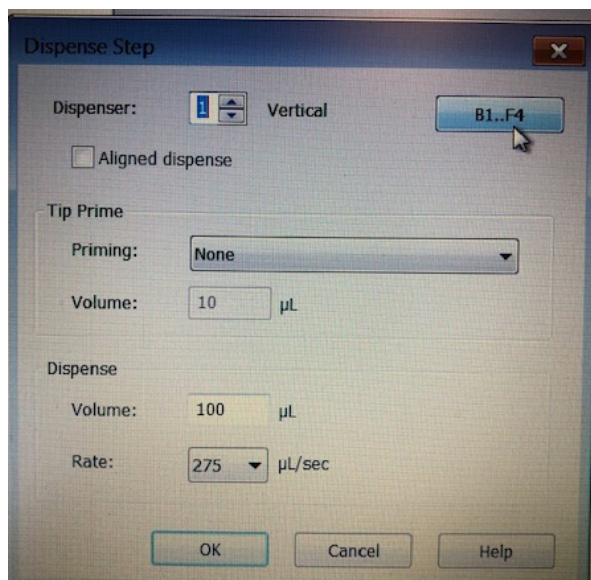 Dispense Step
Dispenser: 1 Vertical B1..F4
Aligned dispense
Tip Prime
Priming: None
Volume: 10 µL
Dispense
Volume: 100 µL
Rate: 275 µL/sec
OK Cancel Help